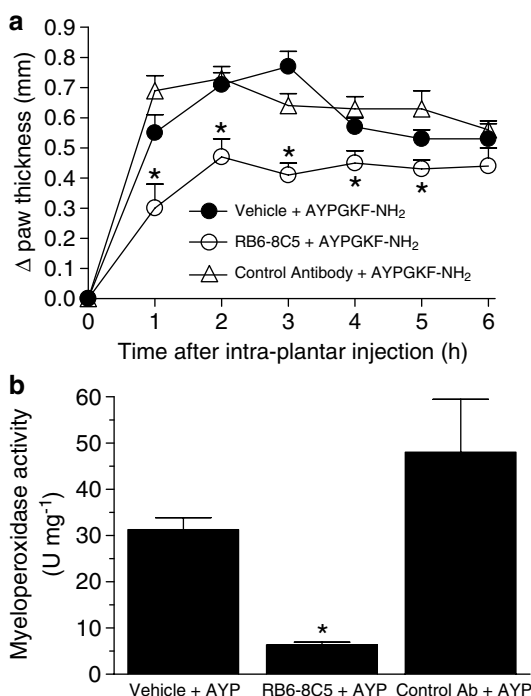 a
Δ paw thickness (mm)
0.9
0.8
0.7
0.6
0.5
0.4
0.3
0.2
0.1
0.0
*
*
*
*
*
Vehicle + AYPGKF-NH₂
RB6-8C5 + AYPGKF-NH₂
Control Antibody + AYPGKF-NH₂
0 1 2 3 4 5 6
Time after intra-plantar injection (h)
b
Myeloperoxidase activity
(U mg⁻¹)
60
50
40
30
20
10
0
*
Vehicle + AYP RB6-8C5 + AYP Control Ab + AYP